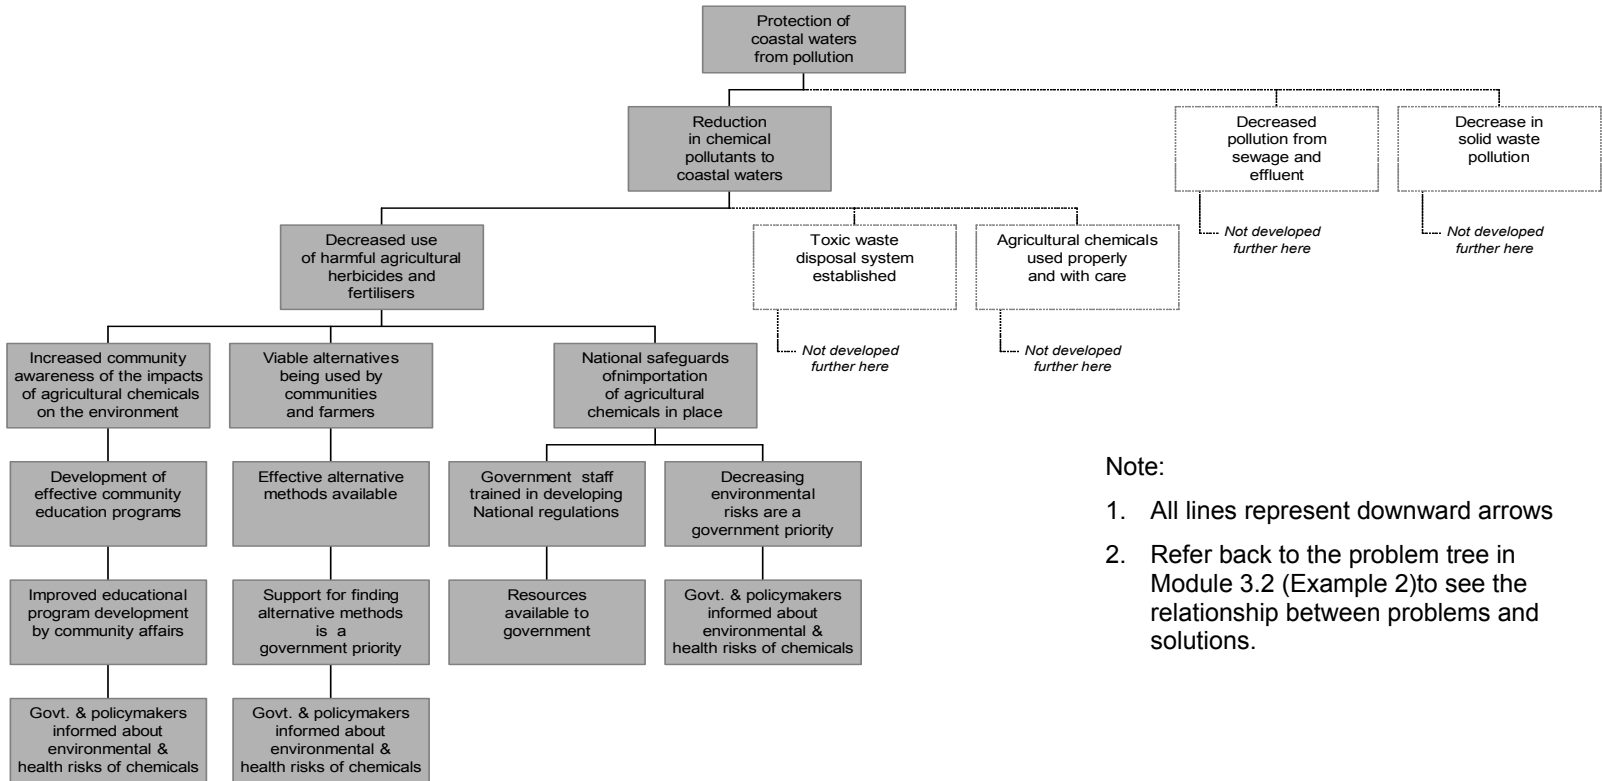 Protection of
coastal waters
from pollution
Reduction
in chemical
pollutants to
coastal waters
Decreased
pollution from
sewage and
effluent
Decrease in
solid waste
pollution
Not developed
further here
Not developed
further here
Decreased use
of harmful agricultural
herbicides and
fertilisers
Toxic waste
disposal system
established
Agricultural chemicals
used properly
and with care
Not developed
further here
Not developed
further here
Increased community
awareness of the impacts
of agricultural chemicals
on the environment
Viable alternatives
being used by
communities
and farmers
National safeguards
ofnimportation
of agricultural
chemicals in place
Development of
effective community
education programs
Effective alternative
methods available
Government staff
trained in developing
National regulations
Decreasing
environmental
risks are a
government priority
Improved educational
program development
by community affairs
Support for finding
alternative methods
is a
government priority
Resources
available to
government
Govt. & policymakers
informed about
environmental &
health risks of chemicals
Govt. & policymakers
informed about
environmental &
health risks of chemicals
Govt. & policymakers
informed about
environmental &
health risks of chemicals
Note:
1. All lines represent downward arrows
2. Refer back to the problem tree in
Module 3.2 (Example 2)to see the
relationship between problems and
solutions.